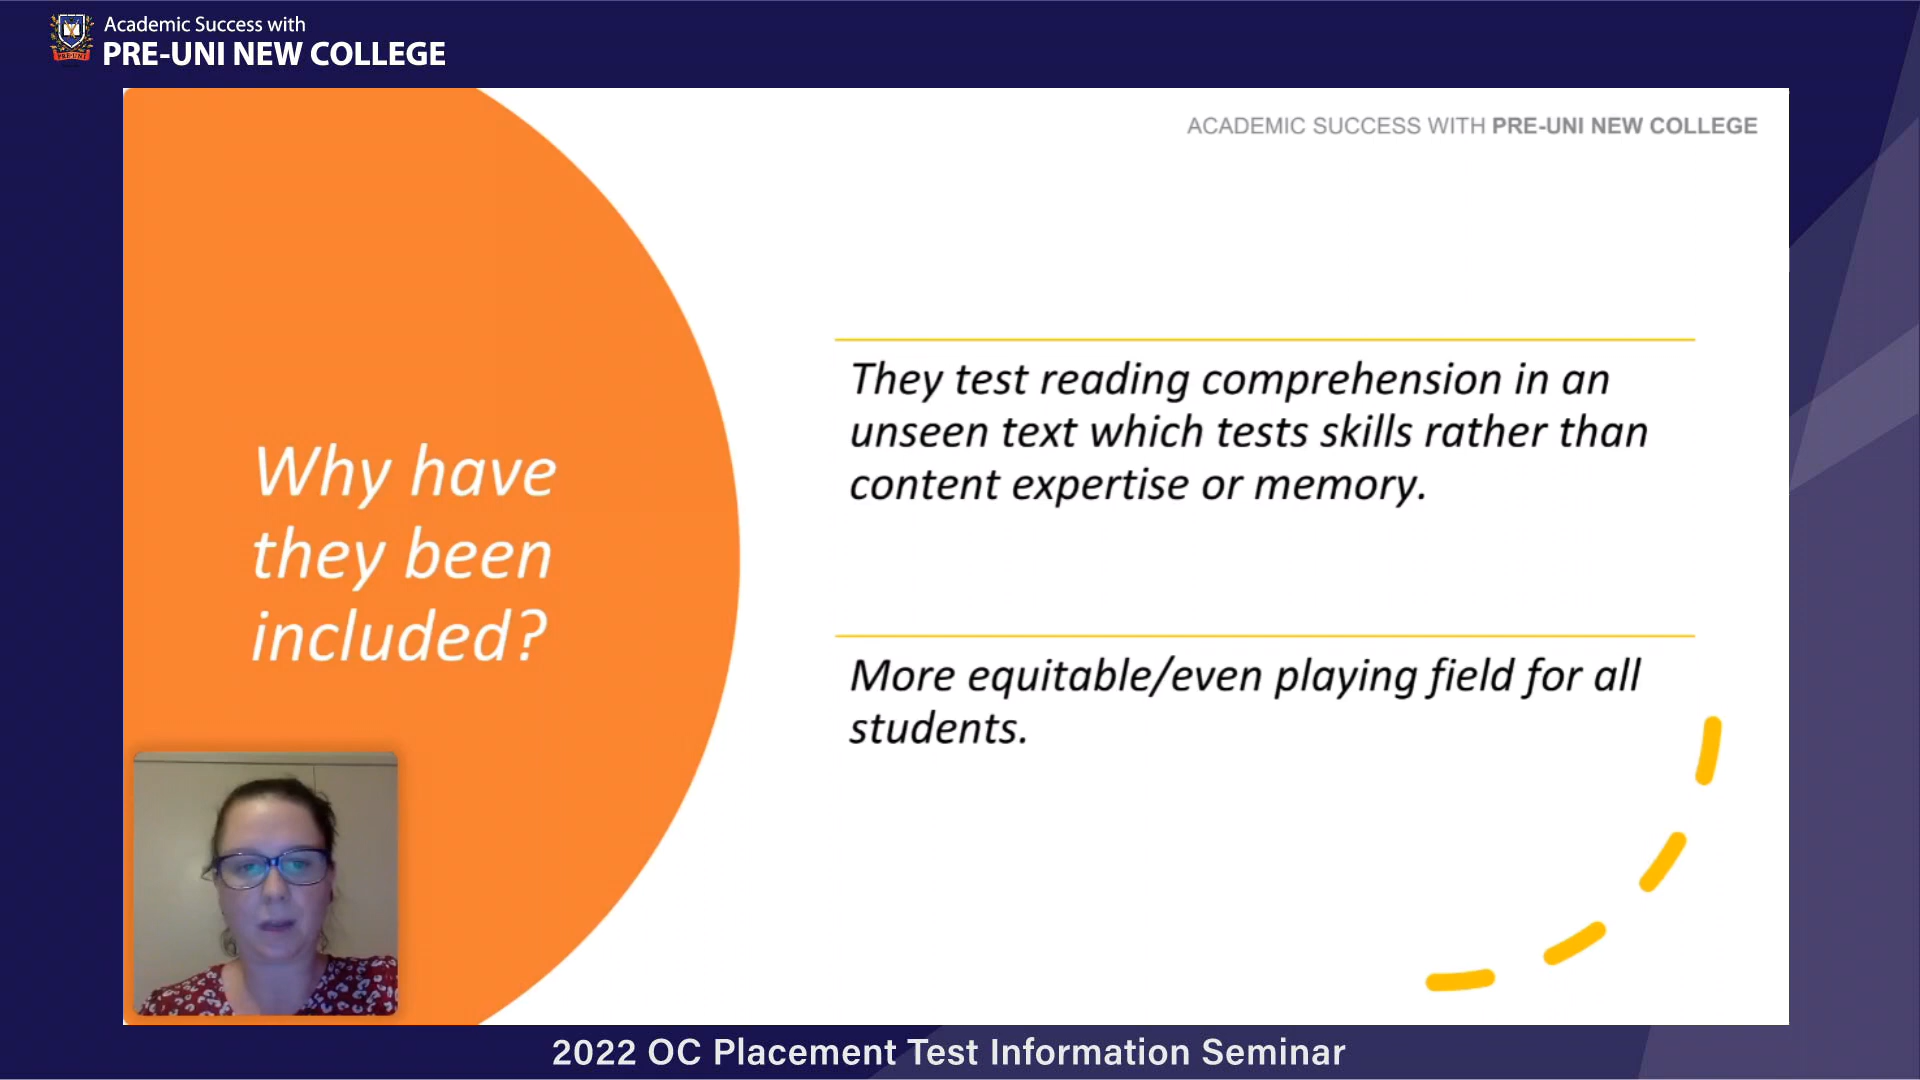 Academic Success with
PRE-UNI NEW COLLEGE
ACADEMIC SUCCESS WITH PRE-UNI NEW COLLEGE
Why have
they been
included?
They test reading comprehension in an
unseen text which tests skills rather than
content expertise or memory.
More equitable/even playing field for all
students.
2022 OC Placement Test Information Seminar